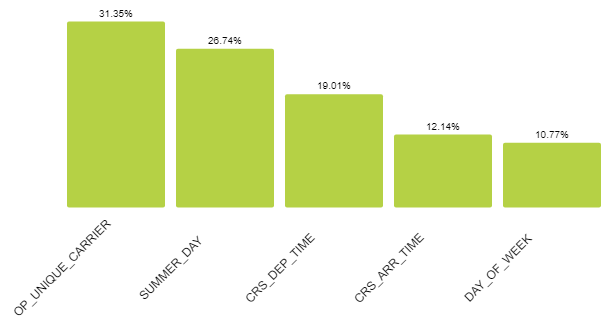 31.35%
26.74%
19.01%
12.14%
10.77%
OP_UNIQUE_CARRIER
SUMMER_DAY
CRS_DEP_TIME
CRS_ARR_TIME
DAY_OF_WEEK